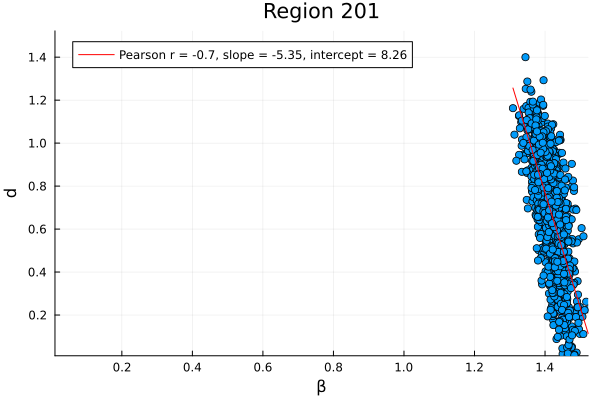 Region 201
Pearson r = -0.7, slope = -5.35, intercept = 8.26
1.4
1.2
1.0
0.8
0.6
0.4
0.2
d
0.2 0.4 0.6 0.8 1.0 1.2 1.4
β